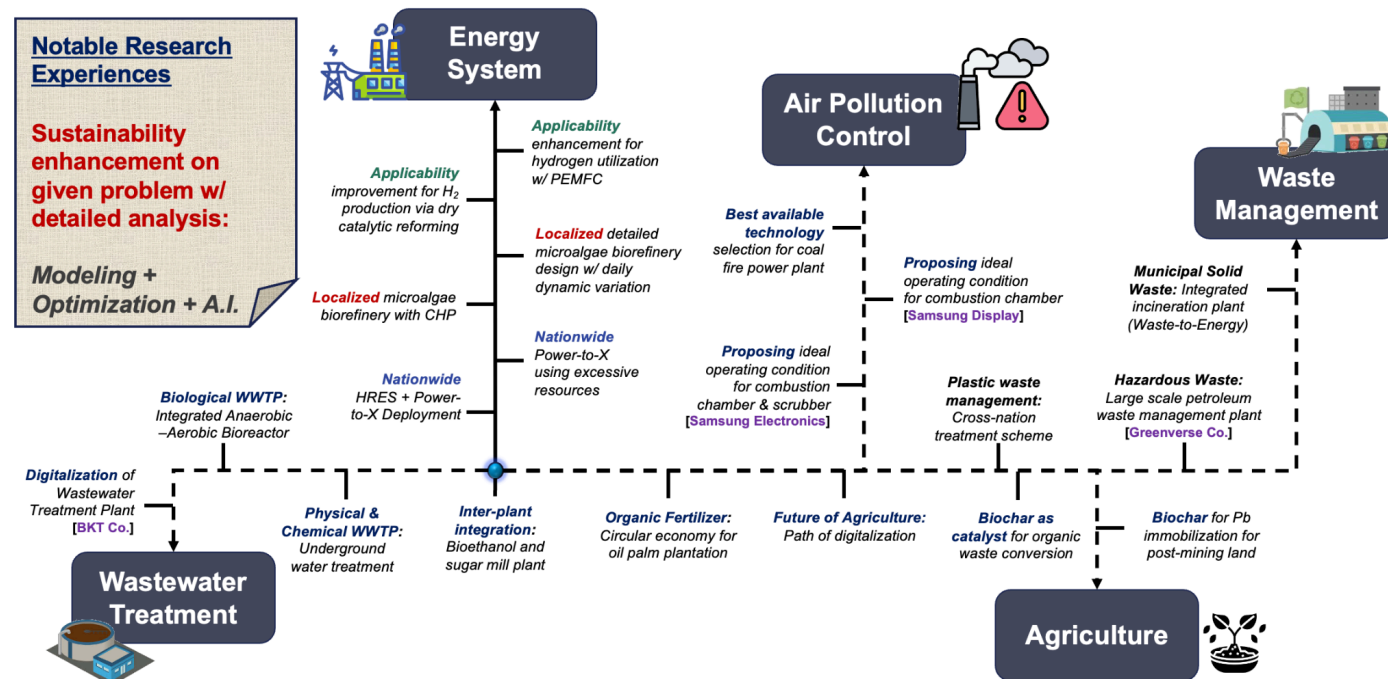 Notable Research
Experiences
Sustainability
enhancement on
given problem w/
detailed analysis:
Modeling +
Optimization + A.I.
Energy
System
Applicability
enhancement for
hydrogen utilization
w/ PEMFC
Applicability
improvement for H₂
production via dry
catalytic reforming
Localized detailed
microalgae biorefinery
design w/ daily
dynamic variation
Localized microalgae
biorefinery with CHP
Nationwide
Power-to-X
using excessive
resources
Nationwide
HRES + Power-
to-X Deployment
Air Pollution
Control
Best available
technology
selection for coal
fire power plant
Proposing ideal
operating condition
for combustion chamber
[Samsung Display]
Proposing ideal
operating condition
for combustion
chamber & scrubber
[Samsung Electronics]
Waste
Management
Municipal Solid
Waste: Integrated
incineration plant
(Waste-to-Energy)
Plastic waste
management:
Cross-nation
treatment scheme
Hazardous Waste:
Large scale petroleum
waste management plant
[Greenverse Co.]
Biological WWTP:
Integrated Anaerobic
–Aerobic Bioreactor
Digitalization of
Wastewater
Treatment Plant
[BKT Co.]
Physical &
Chemical WWTP:
Underground
water treatment
Inter-plant
integration:
Bioethanol and
sugar mill plant
Organic Fertilizer:
Circular economy for
oil palm plantation
Future of Agriculture:
Path of digitalization
Biochar as
catalyst for organic
waste conversion
Biochar for Pb
immobilization for
post-mining land
Wastewater
Treatment
Agriculture